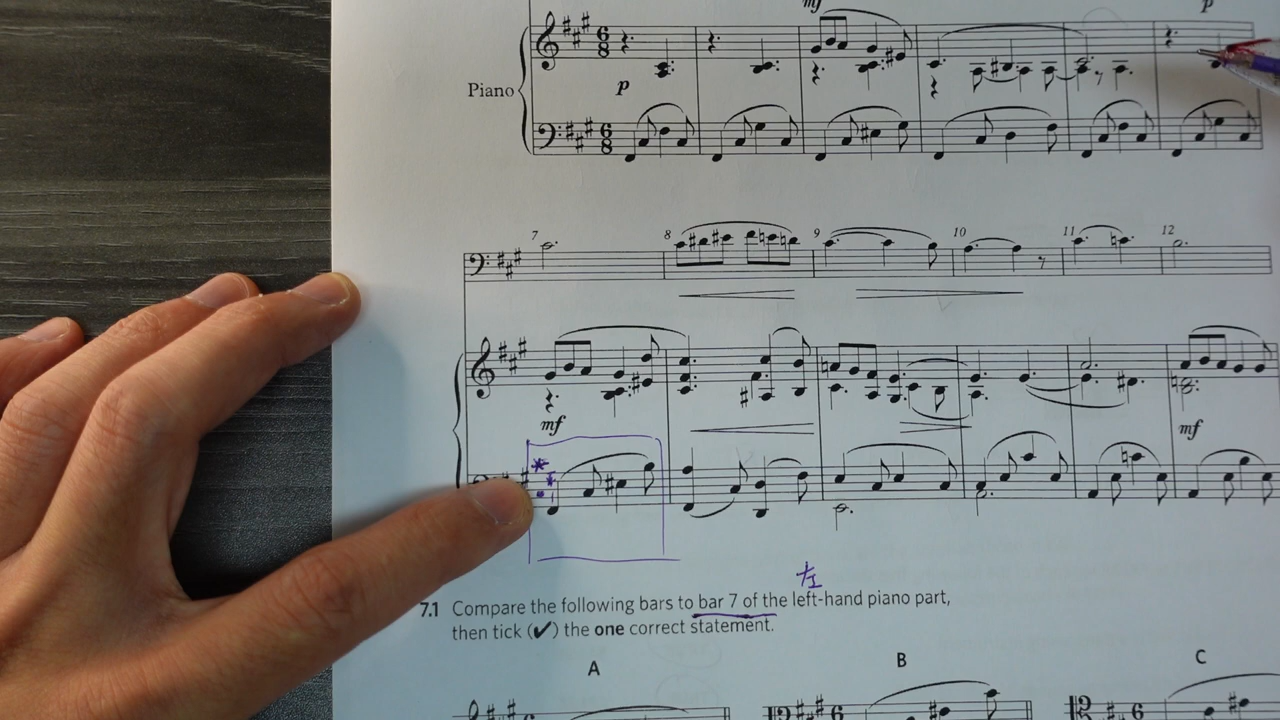 mf
p
Piano
p
7 8 9 10 11 12
mf
mf
左
7.1 Compare the following bars to bar 7 of the left-hand piano part,
then tick (✔) the one correct statement.
A B C